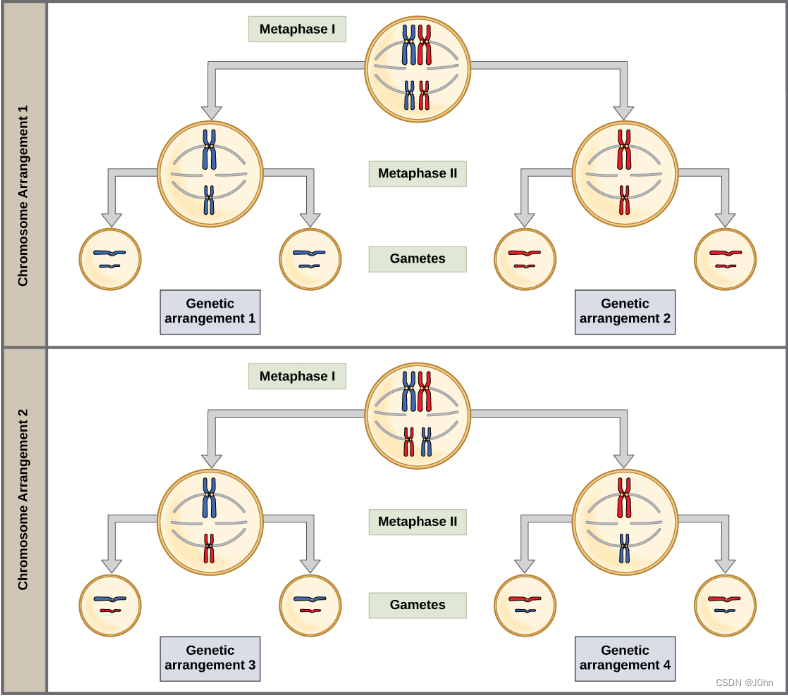 Chromosome Arrangement 1
Metaphase I
Metaphase II
Gametes
Genetic
arrangement 1
Genetic
arrangement 2
Chromosome Arrangement 2
Metaphase I
Metaphase II
Gametes
Genetic
arrangement 3
Genetic
arrangement 4
CSDN @J0hn